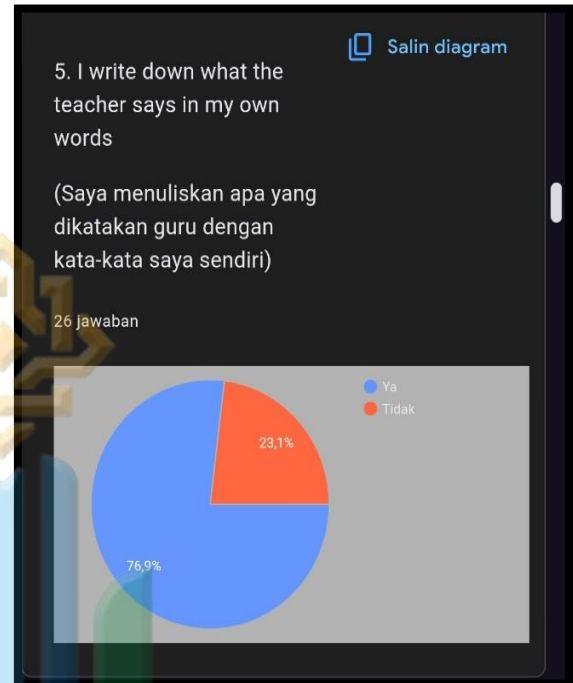 Salin diagram
5. I write down what the
teacher says in my own
words
(Saya menuliskan apa yang
dikatakan guru dengan
kata-kata saya sendiri)
26 jawaban
Ya
Tidak
23,1%
76,9%